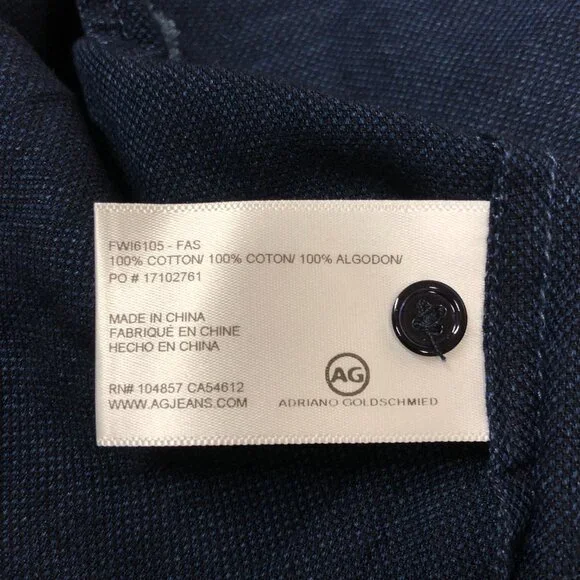 FWI6105 - FAS
100% COTTON/ 100% COTON/ 100% ALGODON/
PO # 17102761
MADE IN CHINA
FABRIQUÉ EN CHINE
HECHO EN CHINA
RN# 104857 CA54612
WWW.AGJEANS.COM
AG
ADRIANO GOLDSCHMIED